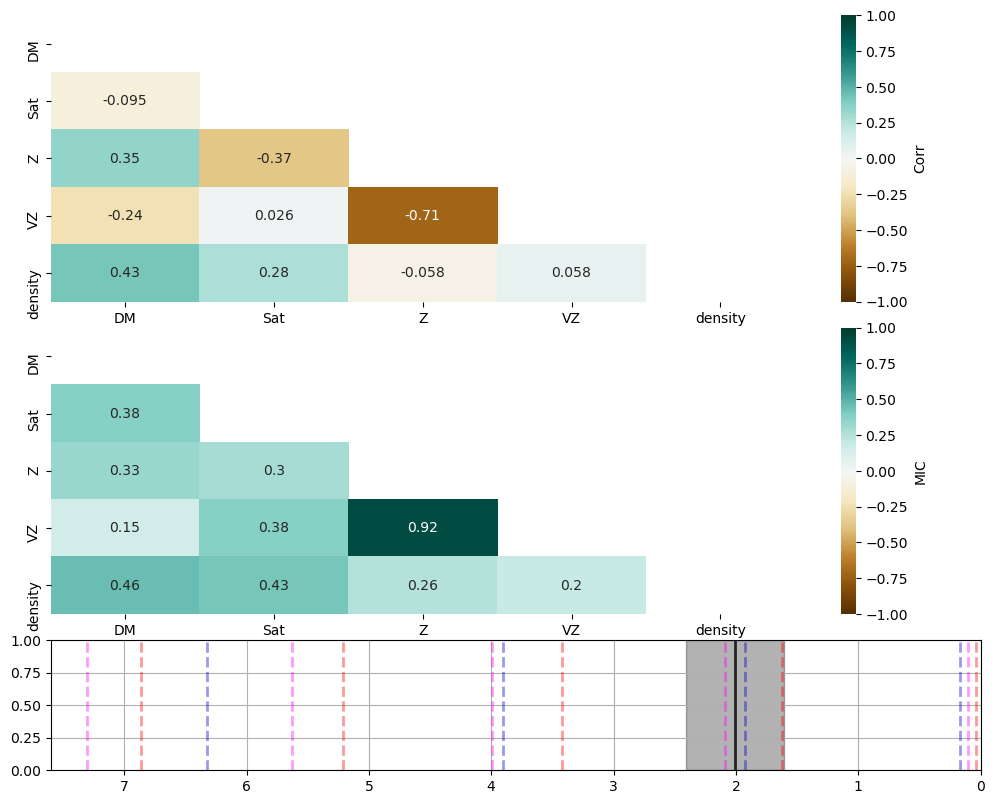 DM
Sat
Z
VZ
density
-0.095
0.35 -0.37
-0.24 0.026 -0.71
0.43 0.28 -0.058 0.058
DM Sat Z VZ density
1.00
0.75
0.50
0.25
0.00
−0.25
−0.50
−0.75
−1.00
Corr
DM
Sat
Z
VZ
density
0.38
0.33 0.3
0.15 0.38 0.92
0.46 0.43 0.26 0.2
DM Sat Z VZ density
1.00
0.75
0.50
0.25
0.00
−0.25
−0.50
−0.75
−1.00
MIC
1.00
0.75
0.50
0.25
0.00
7 6 5 4 3 2 1 0